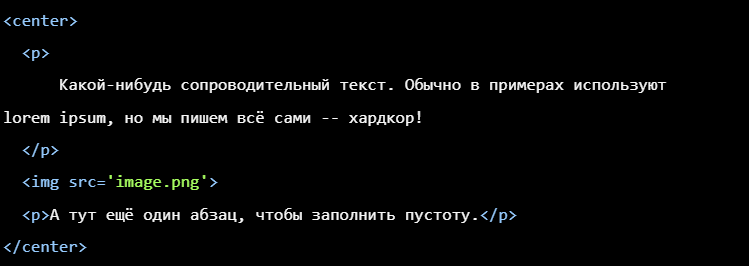 <center>
<p>
Какой-нибудь сопроводительный текст. Обычно в примерах используют
lorem ipsum, но мы пишем всё сами -- хардкор!
</p>
<img src='image.png'>
<p>А тут ещё один абзац, чтобы заполнить пустоту.</p>
</center>